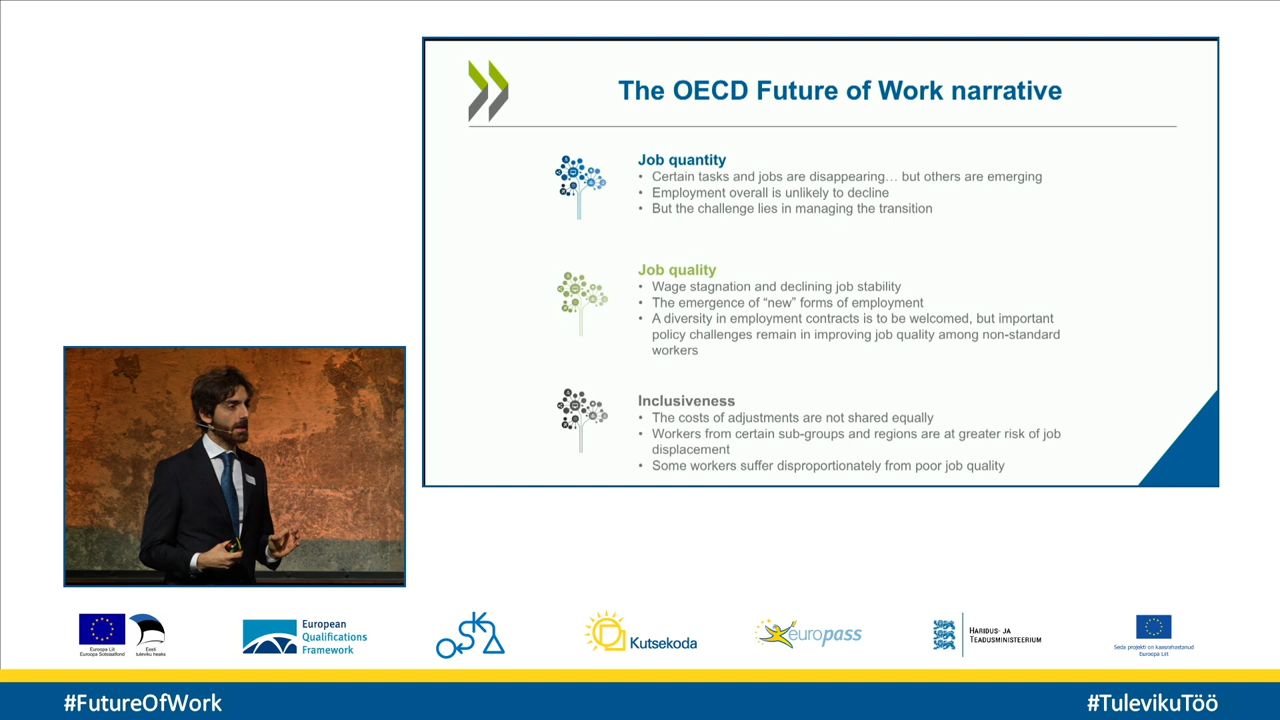 The OECD Future of Work narrative
Job quantity
• Certain tasks and jobs are disappearing… but others are emerging
• Employment overall is unlikely to decline
• But the challenge lies in managing the transition
Job quality
• Wage stagnation and declining job stability
• The emergence of “new” forms of employment
• A diversity in employment contracts is to be welcomed, but important
policy challenges remain in improving job quality among non-standard
workers
Inclusiveness
• The costs of adjustments are not shared equally
• Workers from certain sub-groups and regions are at greater risk of job
displacement
• Some workers suffer disproportionately from poor job quality
Euroopa Liit
Euroopa Sotsiaalfond
Eesti
tuleviku heaks
European
Qualifications
Framework
OSKA
Kutsekoda
europass
HARIDUS- JA
TEADUSMINISTEERIUM
Seda projekti on kaasrahastanud
Euroopa Liit
#FutureOfWork
#TulevikuTöö